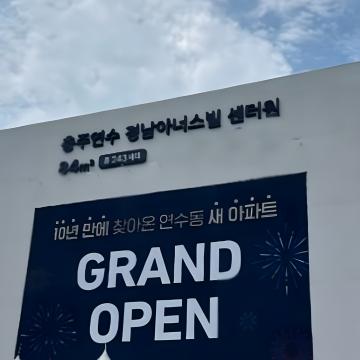 충주연수 경남아너스빌 센터원
84m² 총 243세대
10년 만에 찾아온 연수동 새 아파트
GRAND
OPEN